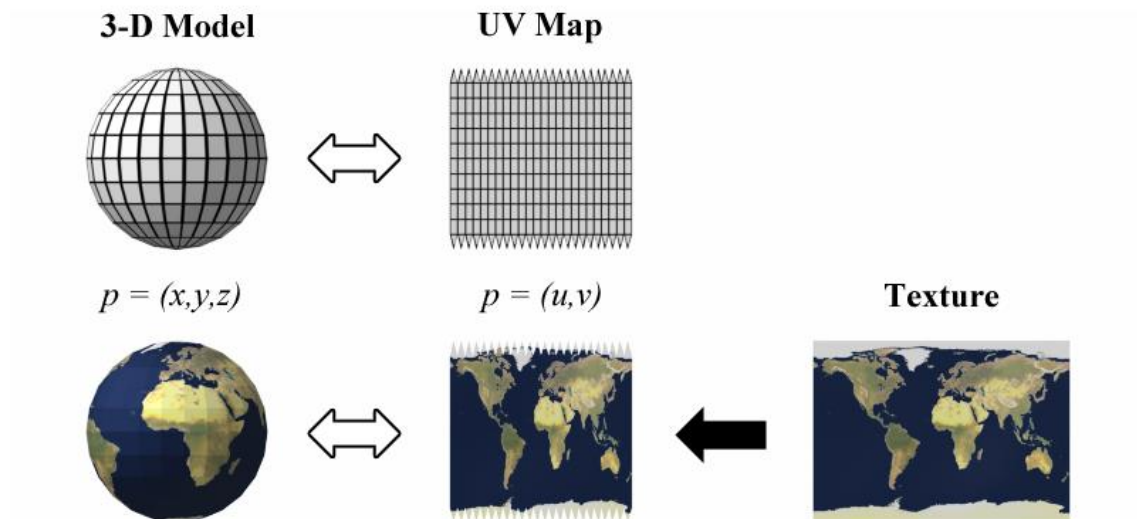 3-D Model
UV Map
p = (x,y,z)
p = (u,v)
Texture